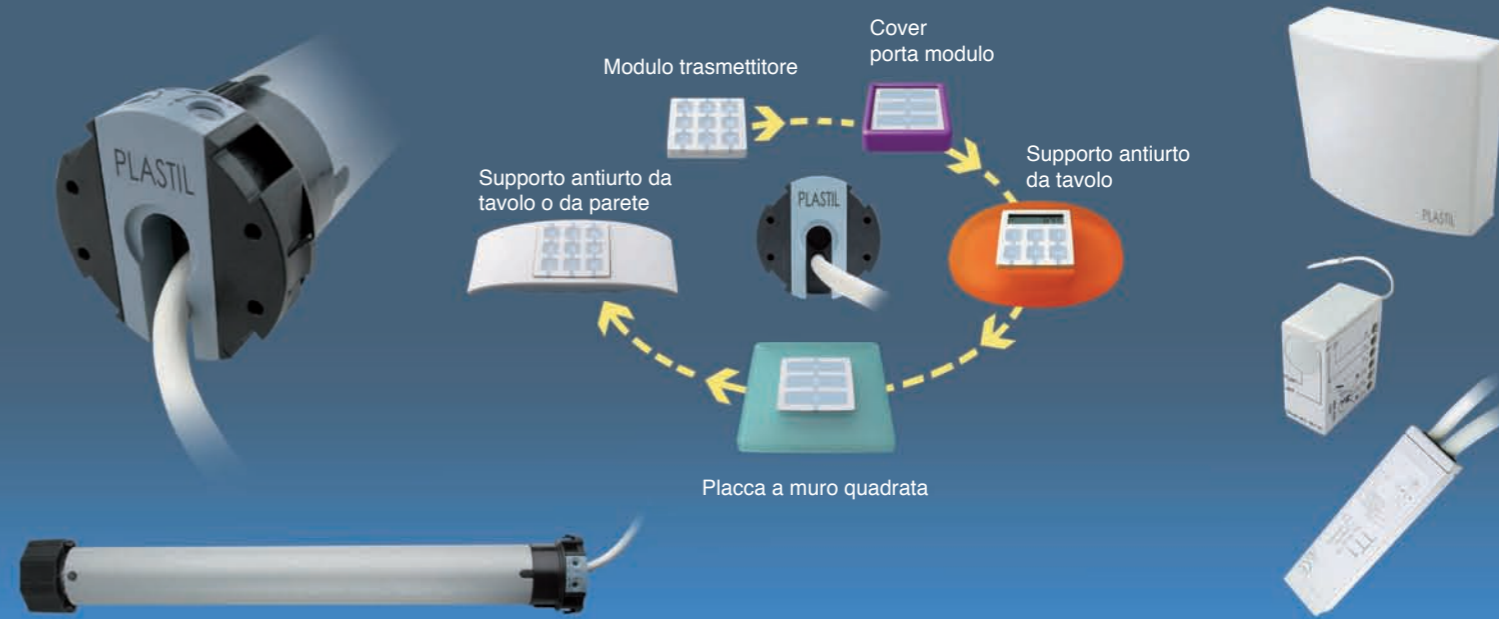 Cover
porta modulo
Modulo trasmettitore
Supporto antiurto
da tavolo
Supporto antiurto da
tavolo o da parete
PLASTIL
PLASTIL
PLASTIL
Placca a muro quadrata
TT1